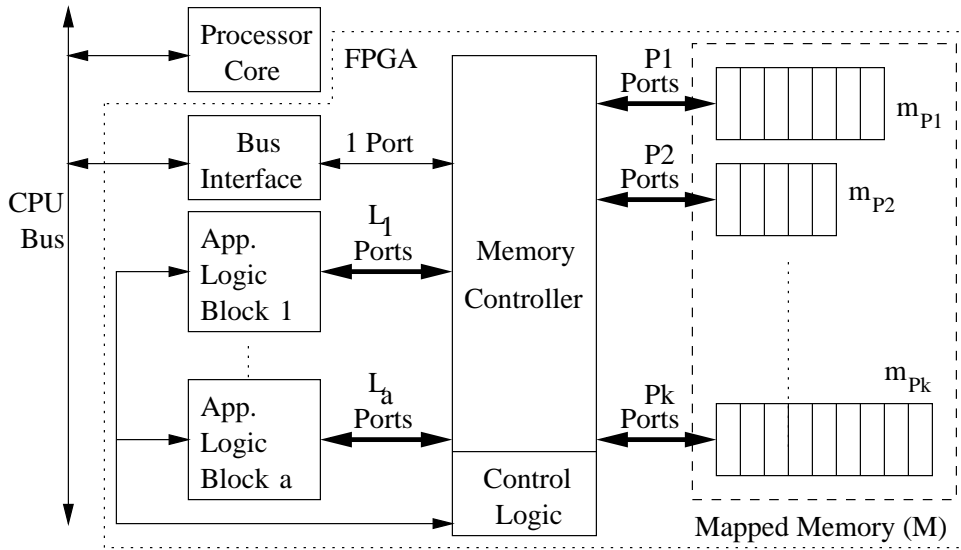 Processor
Core
FPGA
P1
Ports
m_P1
Bus
Interface
1 Port
P2
Ports
m_P2
CPU
Bus
App.
Logic
Block 1
L_1
Ports
Memory
Controller
App.
Logic
Block a
L_a
Ports
Pk
Ports
m_Pk
Control
Logic
Mapped Memory (M)